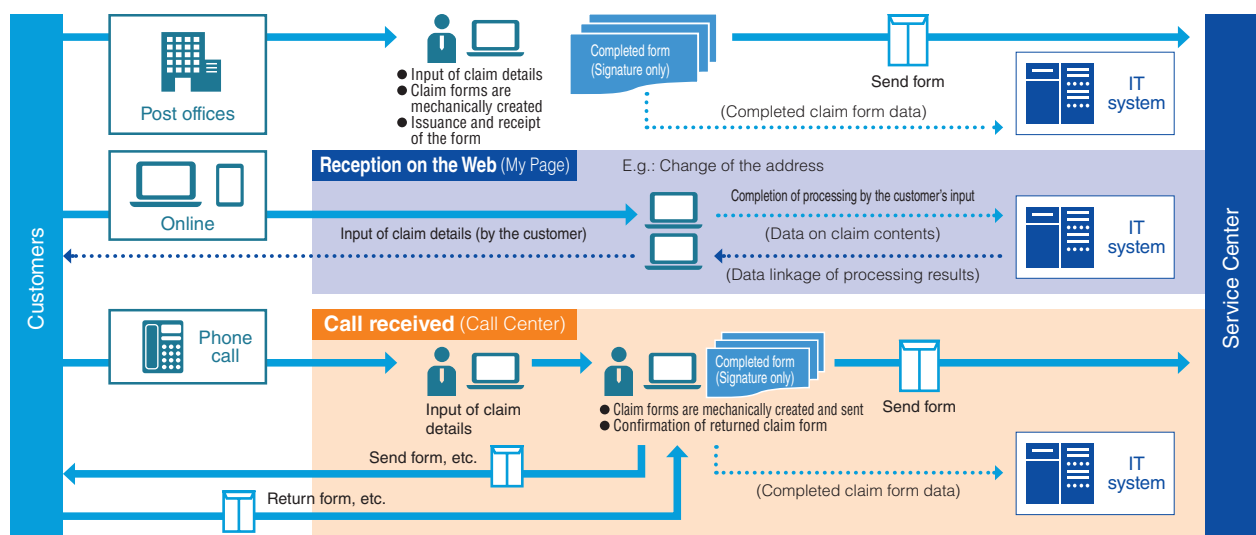 Customers
Post offices
● Input of claim details
● Claim forms are
mechanically created
● Issuance and receipt
of the form
Completed form
(Signature only)
Send form
(Completed claim form data)
IT
system
Service Center
Reception on the Web (My Page)
E.g.: Change of the address
Online
Input of claim details (by the customer)
Completion of processing by the customer's input
(Data on claim contents)
(Data linkage of processing results)
IT
system
Call received (Call Center)
Phone
call
Input of claim
details
Completed form
(Signature only)
● Claim forms are mechanically created and sent
● Confirmation of returned claim form
Send form
Send form, etc.
Return form, etc.
(Completed claim form data)
IT
system